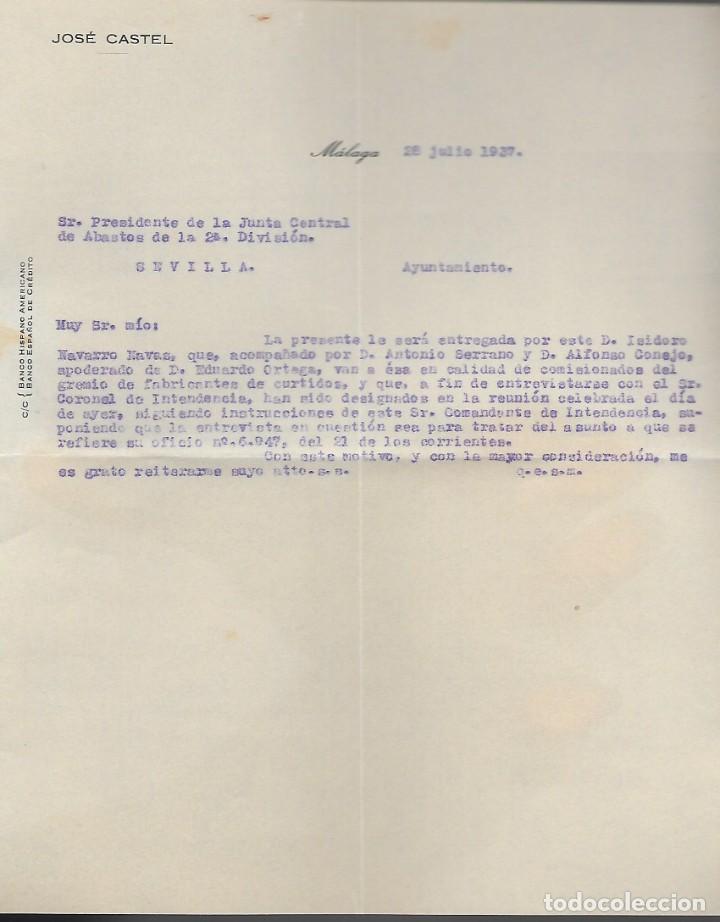 JOSÉ CASTEL
Málaga 28 julio 1937.
Sr. Presidente de la Junta Central
de Abastos de la 2ª. División.
SEVILLA. Ayuntamiento.
C/C { BANCO HISPANO AMERICANO
BANCO ESPAÑOL DE CRÉDITO
Muy Sr. mío:
La presente le será entregada por este D. Isidoro
Navarro Navas, que, acompañado por D. Antonio Serrano y D. Alfonso Conejo,
apoderado de D. Eduardo Ortega, van a ésa en calidad de comisionados del
gremio de fabricantes de curtidos, y que, a fin de entrevistarse con el Sr.
Coronel de Intendencia, han sido designados en la reunión celebrada el día
de ayer, siguiendo instrucciones de este Sr. Comandante de Intendencia, su-
poniendo que la entrevista en cuestión sea para tratar del asunto a que se
refiere su oficio nº.6.947, del 21 de los corrientes.
Con este motivo, y con la mayor consideración, me
es grato reiterarme suyo atto.s.s. q.e.s.m.
todocoleccion